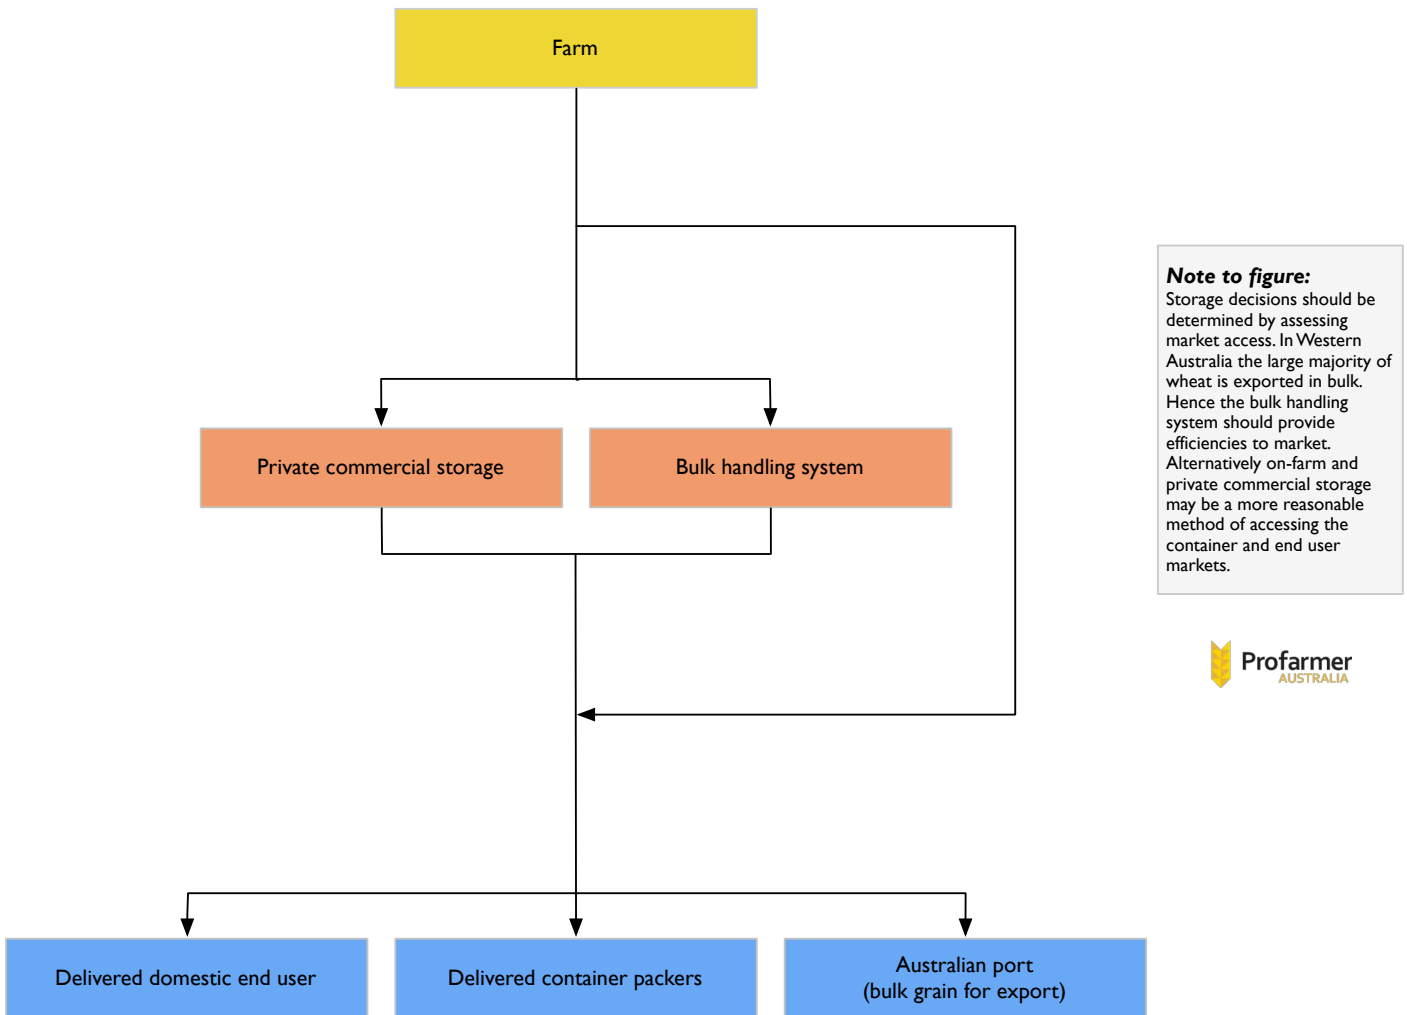 Farm
Private commercial storage
Bulk handling system
Note to figure:
Storage decisions should be
determined by assessing
market access. In Western
Australia the large majority of
wheat is exported in bulk.
Hence the bulk handling
system should provide
efficiencies to market.
Alternatively on-farm and
private commercial storage
may be a more reasonable
method of accessing the
container and end user
markets.
Profarmer
AUSTRALIA
Delivered domestic end user
Delivered container packers
Australian port
(bulk grain for export)